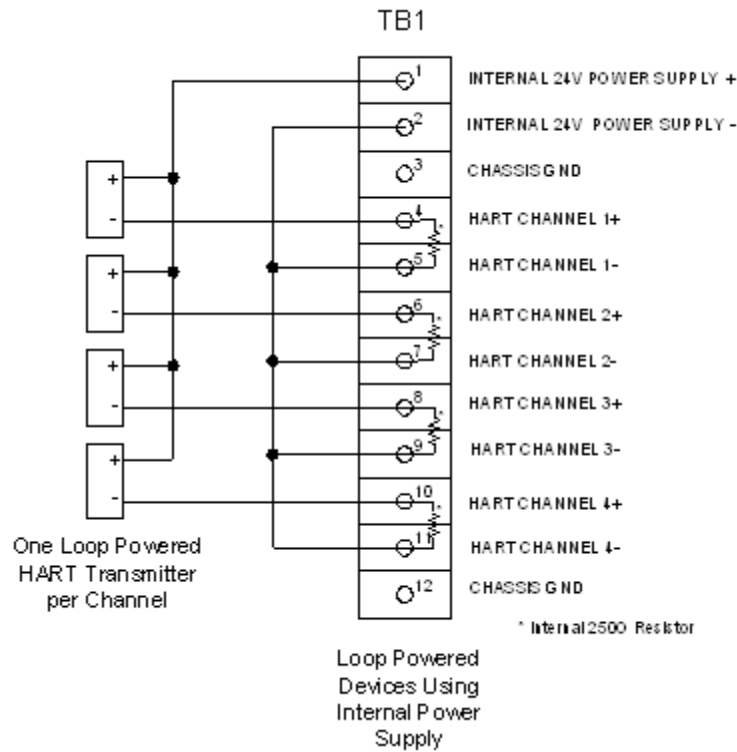 TB1
1 INTERNAL 24V POWER SUPPLY +
2 INTERNAL 24V POWER SUPPLY -
3 CHASSIS GND
+ 4 HART CHANNEL 1+
- * 5 HART CHANNEL 1-
+ 6 HART CHANNEL 2+
- * 7 HART CHANNEL 2-
+ 8 HART CHANNEL 3+
- * 9 HART CHANNEL 3-
+ 10 HART CHANNEL 4+
- * 11 HART CHANNEL 4-
12 CHASSIS GND
One Loop Powered
HART Transmitter
per Channel
* Internal 250Ω Resistor
Loop Powered
Devices Using
Internal Power
Supply